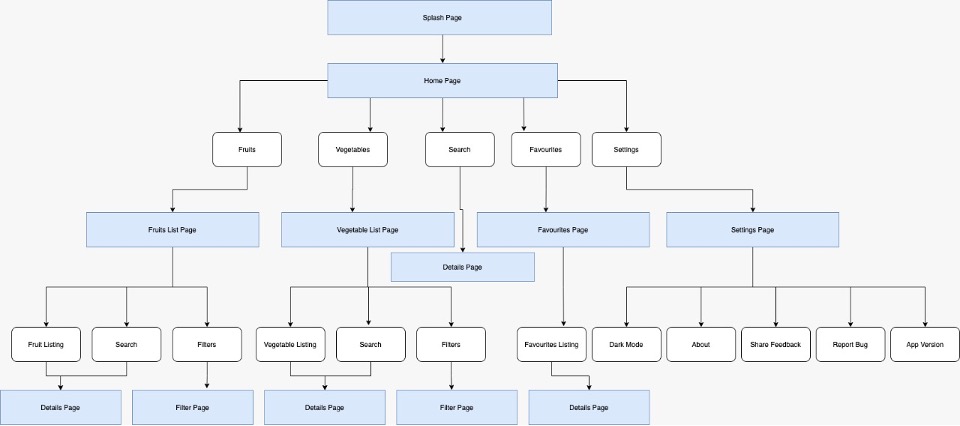 Splash Page
Home Page
Fruits
Vegetables
Search
Favourites
Settings
Fruits List Page
Vegetable List Page
Favourites Page
Settings Page
Details Page
Fruit Listing
Search
Filters
Vegetable Listing
Search
Filters
Favourites Listing
Dark Mode
About
Share Feedback
Report Bug
App Version
Details Page
Filter Page
Details Page
Filter Page
Details Page